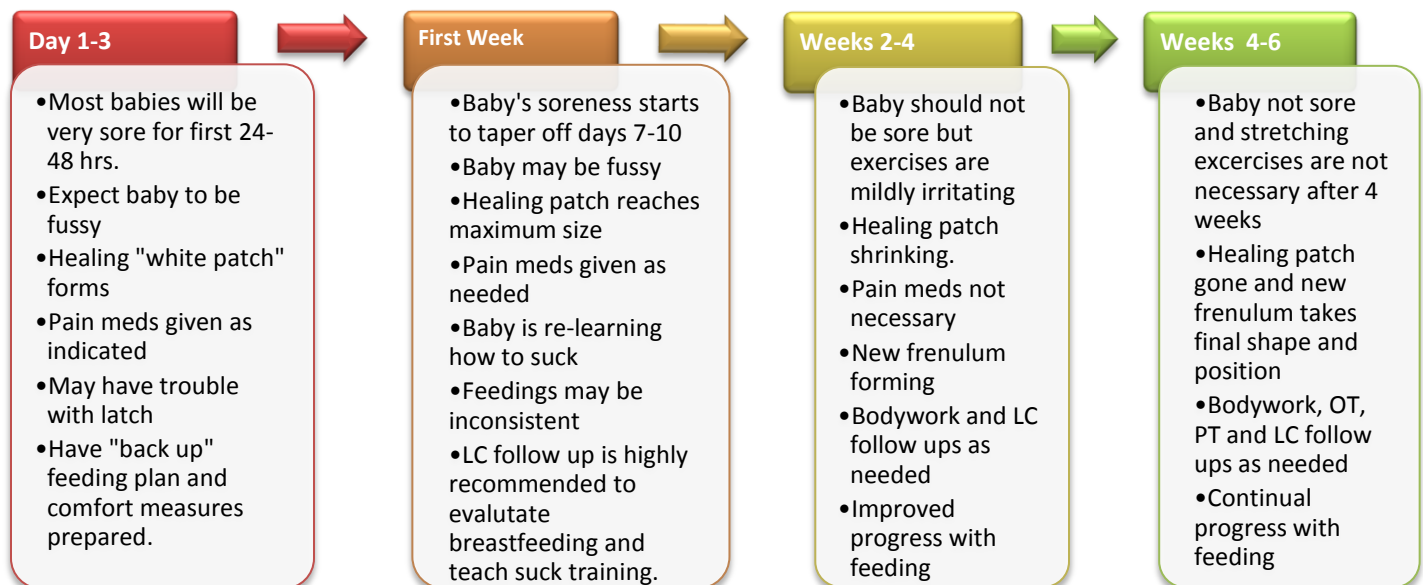 Day 1-3
•Most babies will be
very sore for first 24-
48 hrs.
•Expect baby to be
fussy
•Healing "white patch"
forms
•Pain meds given as
indicated
•May have trouble
with latch
•Have "back up"
feeding plan and
comfort measures
prepared.
First Week
•Baby's soreness starts
to taper off days 7-10
•Baby may be fussy
•Healing patch reaches
maximum size
•Pain meds given as
needed
•Baby is re-learning
how to suck
•Feedings may be
inconsistent
•LC follow up is highly
recommended to
evalutate
breastfeeding and
teach suck training.
Weeks 2-4
•Baby should not
be sore but
exercises are
mildly irritating
•Healing patch
shrinking.
•Pain meds not
necessary
•New frenulum
forming
•Bodywork and LC
follow ups as
needed
•Improved
progress with
feeding
Weeks 4-6
•Baby not sore
and stretching
excercises are not
necessary after 4
weeks
•Healing patch
gone and new
frenulum takes
final shape and
position
•Bodywork, OT,
PT and LC follow
ups as needed
•Continual
progress with
feeding